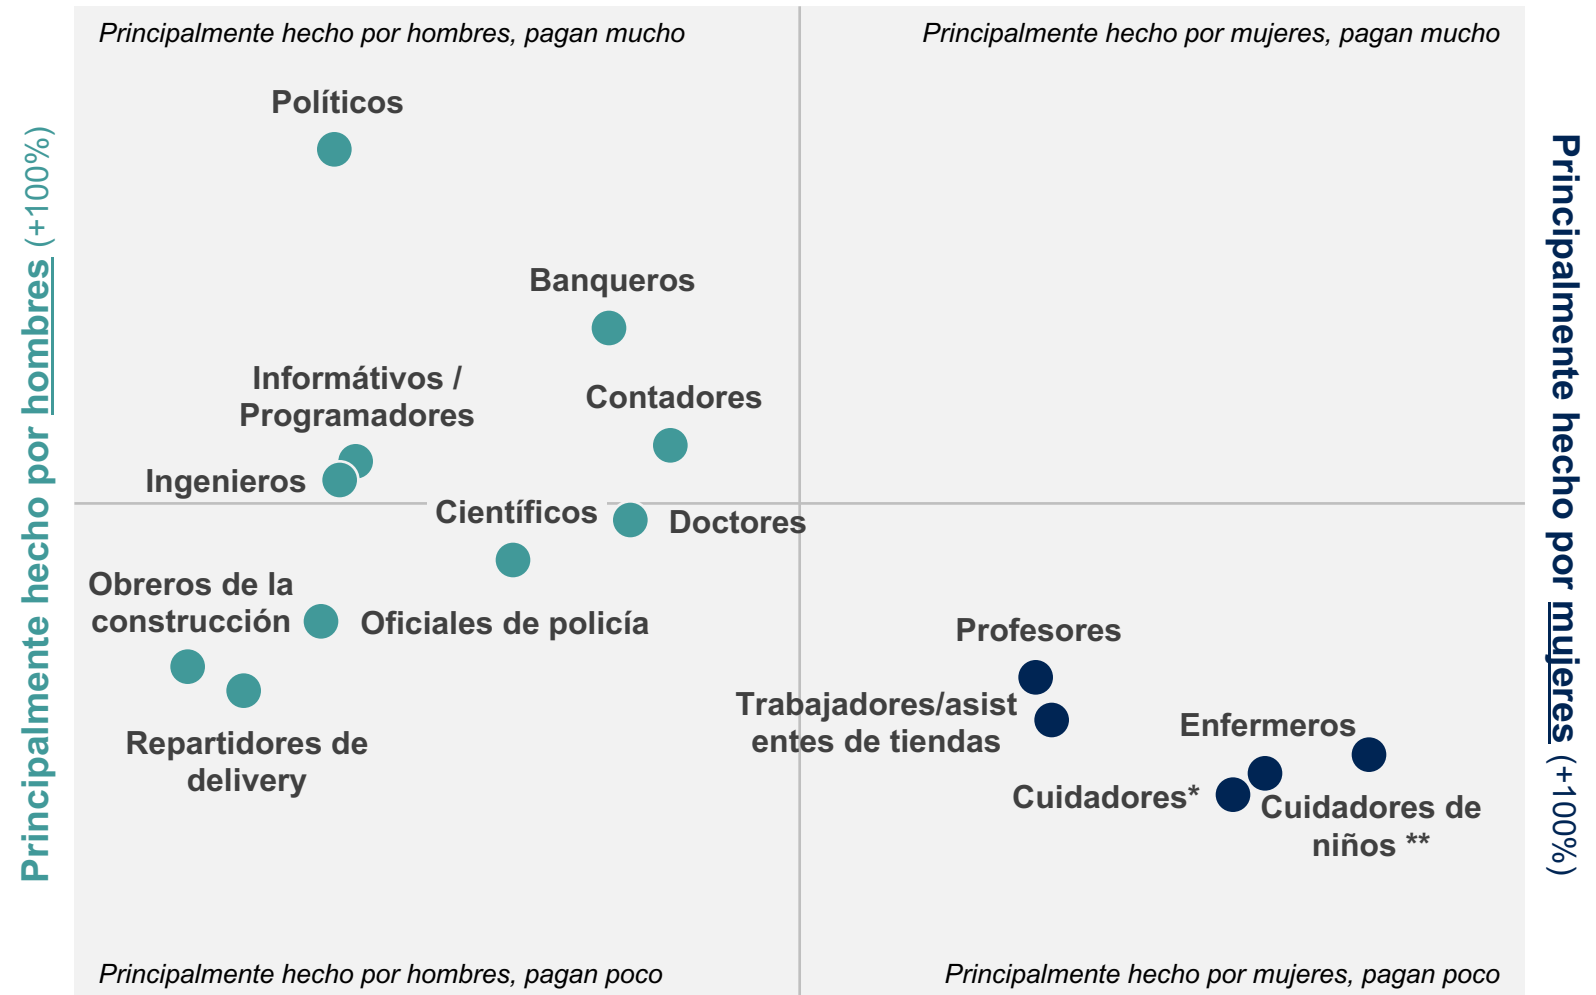 Principalmente hecho por hombres, pagan mucho
Principalmente hecho por mujeres, pagan mucho
Principalmente hecho por hombres (+100%)
Principalmente hecho por mujeres (+100%)
Políticos
Banqueros
Informátivos /
Programadores
Contadores
Ingenieros
Científicos
Doctores
Obreros de la
construcción
Oficiales de policía
Profesores
Trabajadores/asist
entes de tiendas
Enfermeros
Repartidores de
delivery
Cuidadores*
Cuidadores de
niños **
Principalmente hecho por hombres, pagan poco
Principalmente hecho por mujeres, pagan poco